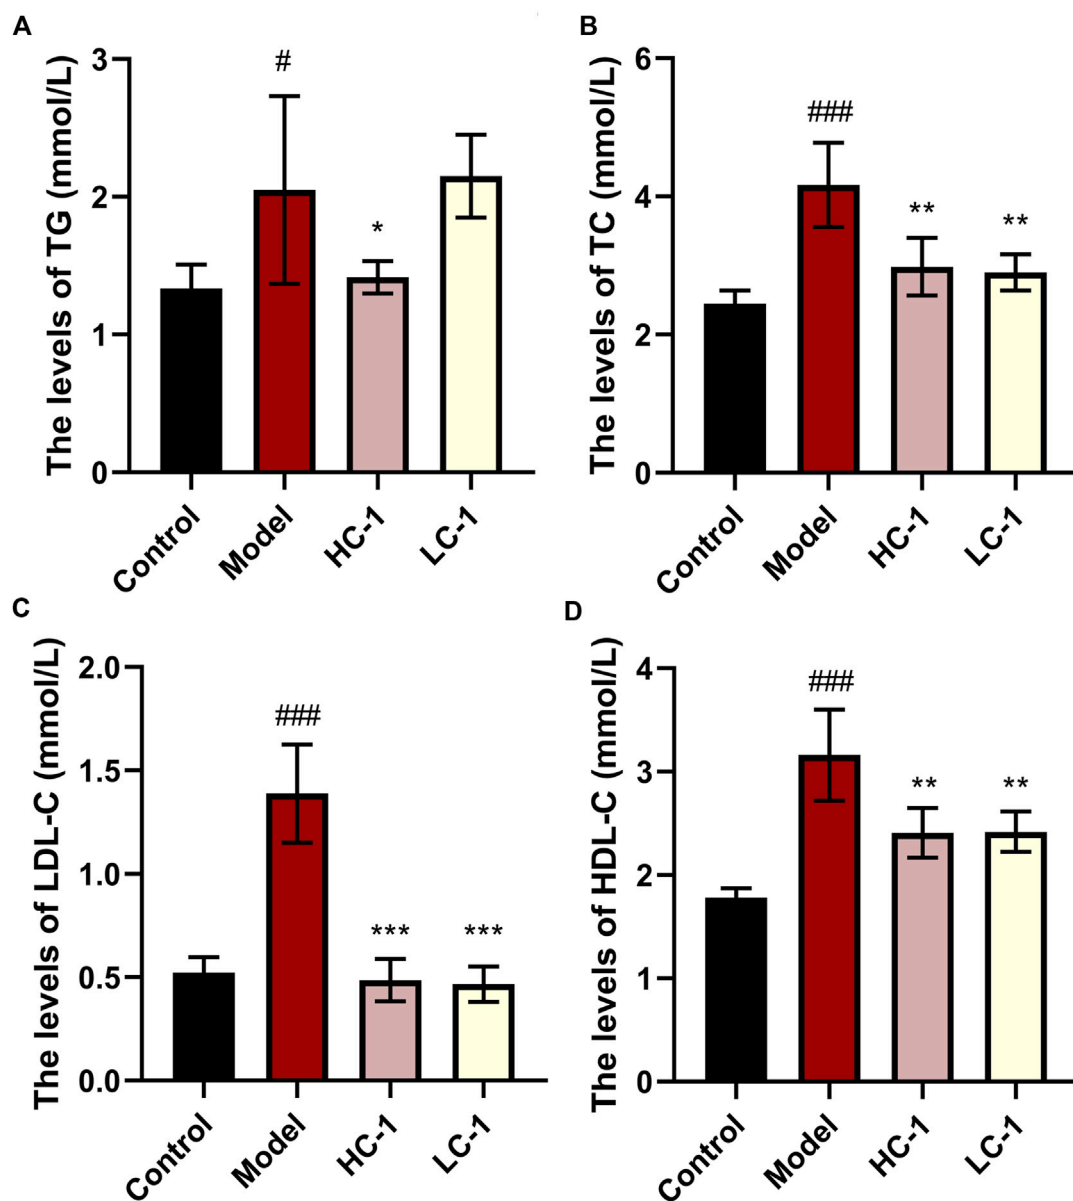 A
The levels of TG (mmol/L)
3
2
1
0
#
*
Control
Model
HC-1
LC-1
B
The levels of TC (mmol/L)
6
4
2
0
###
**
**
Control
Model
HC-1
LC-1
C
The levels of LDL-C (mmol/L)
2.0
1.5
1.0
0.5
0.0
###
***
***
Control
Model
HC-1
LC-1
D
The levels of HDL-C (mmol/L)
4
3
2
1
0
###
**
**
Control
Model
HC-1
LC-1